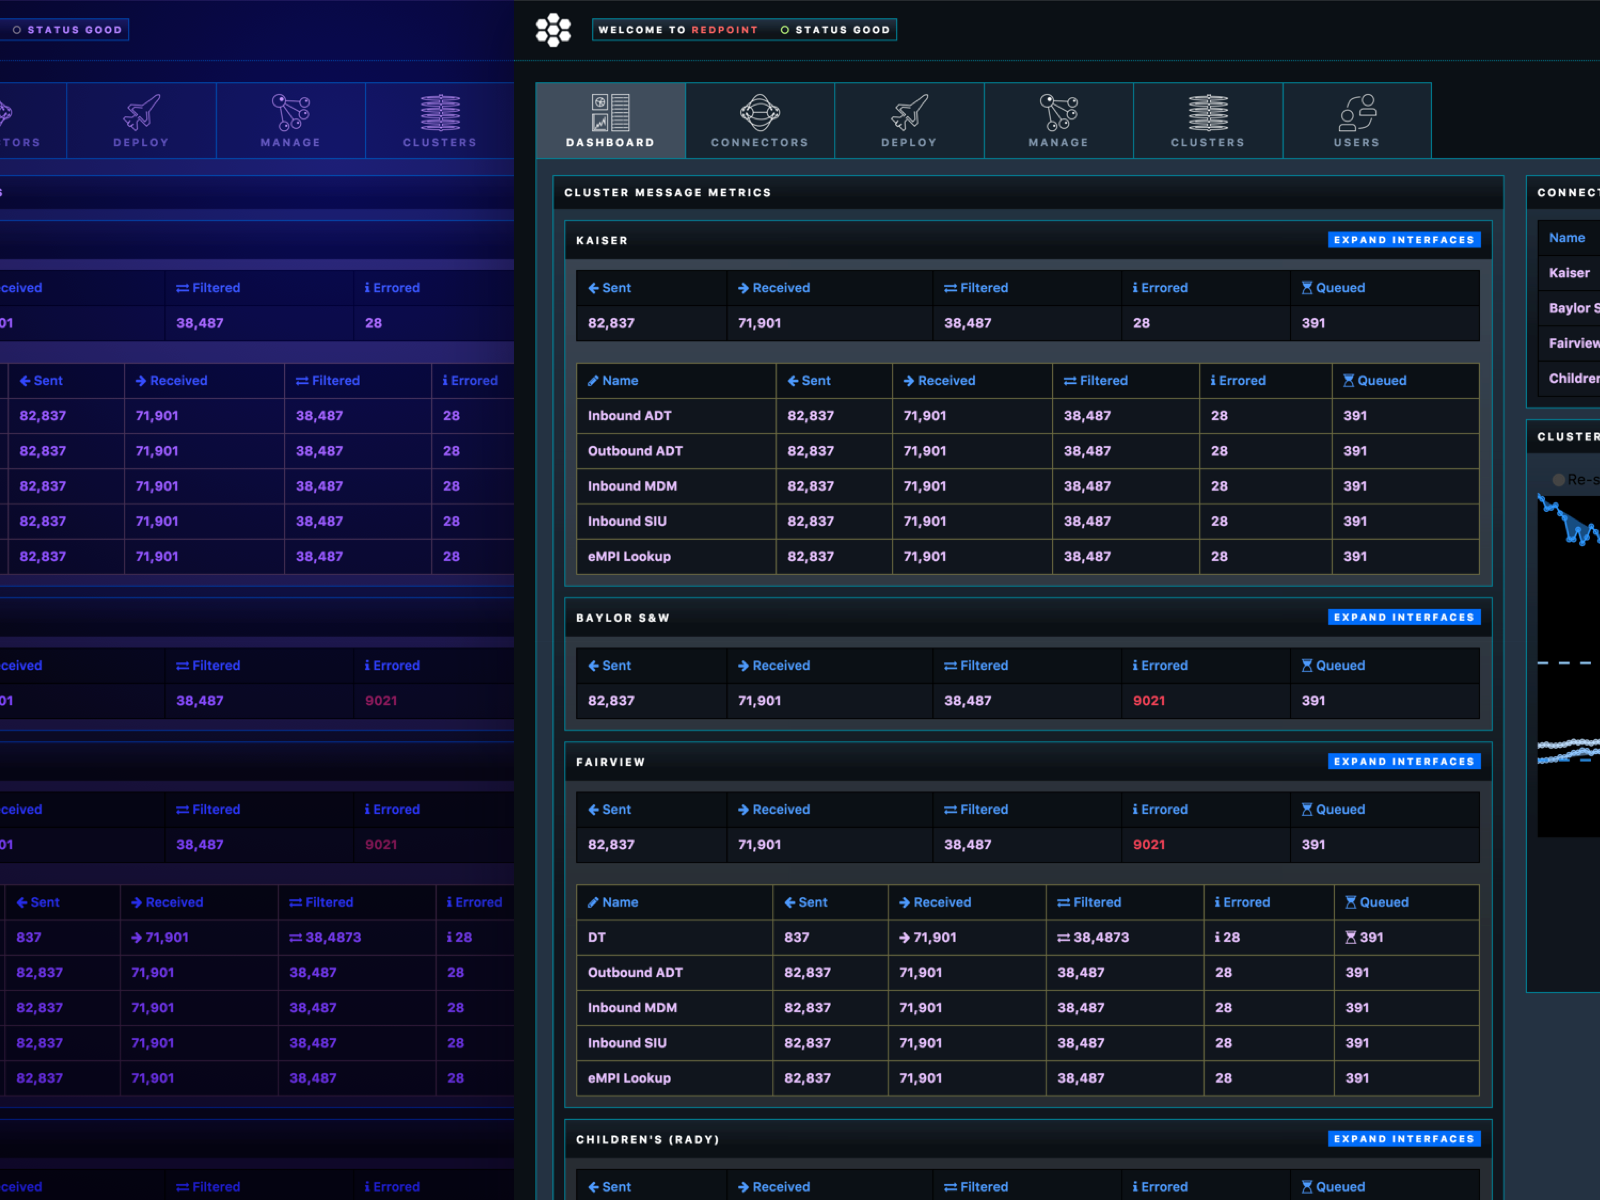 STATUS GOOD
TORS DEPLOY MANAGE CLUSTERS
S
ceived Filtered Errored
01 38,487 28
Sent Received Filtered Errored
82,837 71,901 38,487 28
82,837 71,901 38,487 28
82,837 71,901 38,487 28
82,837 71,901 38,487 28
82,837 71,901 38,487 28
ceived Filtered Errored
01 38,487 9021
ceived Filtered Errored
01 38,487 9021
Sent Received Filtered Errored
837 71,901 38,4873 28
82,837 71,901 38,487 28
82,837 71,901 38,487 28
82,837 71,901 38,487 28
82,837 71,901 38,487 28
ceived Filtered Errored
WELCOME TO REDPOINT STATUS GOOD
DASHBOARD CONNECTORS DEPLOY MANAGE CLUSTERS USERS
CLUSTER MESSAGE METRICS
KAISER EXPAND INTERFACES
Sent Received Filtered Errored Queued
82,837 71,901 38,487 28 391
Name Sent Received Filtered Errored Queued
Inbound ADT 82,837 71,901 38,487 28 391
Outbound ADT 82,837 71,901 38,487 28 391
Inbound MDM 82,837 71,901 38,487 28 391
Inbound SIU 82,837 71,901 38,487 28 391
eMPI Lookup 82,837 71,901 38,487 28 391
BAYLOR S&W EXPAND INTERFACES
Sent Received Filtered Errored Queued
82,837 71,901 38,487 9021 391
FAIRVIEW EXPAND INTERFACES
Sent Received Filtered Errored Queued
82,837 71,901 38,487 9021 391
Name Sent Received Filtered Errored Queued
DT 837 71,901 38,4873 28 391
Outbound ADT 82,837 71,901 38,487 28 391
Inbound MDM 82,837 71,901 38,487 28 391
Inbound SIU 82,837 71,901 38,487 28 391
eMPI Lookup 82,837 71,901 38,487 28 391
CHILDREN'S (RADY) EXPAND INTERFACES
Sent Received Filtered Errored Queued
CONNECT
Name
Kaiser
Baylor S
Fairview
Children
CLUSTER
Re-s